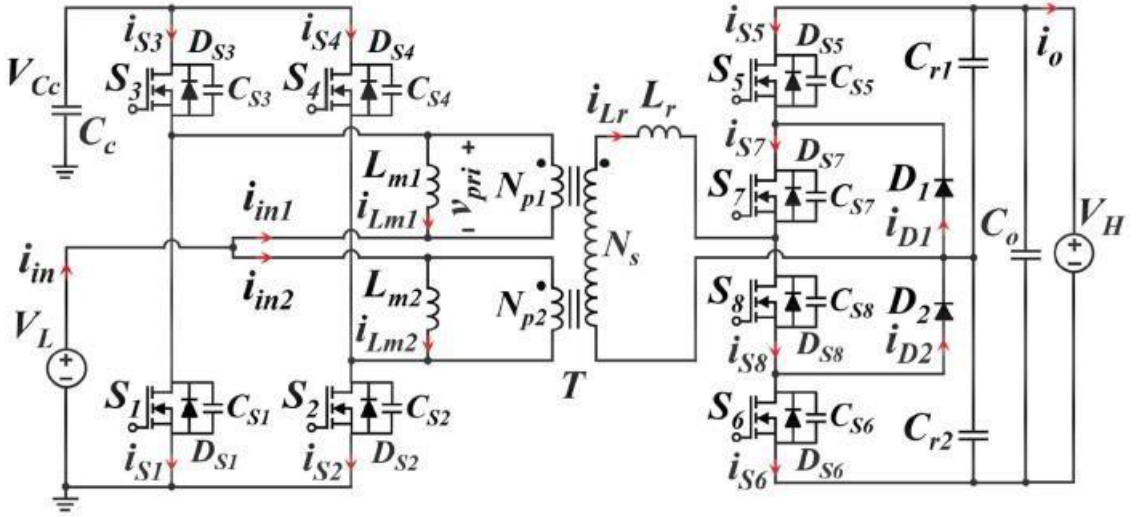 i_S3 D_S3 i_S4 D_S4 i_S5 D_S5 i_o
V_Cc S_3 C_S3 S_4 C_S4 S_5 C_S5 C_r1
C_c i_Lr L_r i_S7 D_S7
L_m1 + v_pri - N_p1 S_7 C_S7 D_1
i_in1 i_Lm1 N_s i_D1 C_o V_H
i_in i_in2 L_m2 N_p2 S_8 C_S8 D_2
V_L i_Lm2 D_S8 i_D2
+ - T i_S8 + -
S_1 C_S1 S_2 C_S2 S_6 C_S6 C_r2
i_S1 D_S1 i_S2 D_S2 i_S6 D_S6